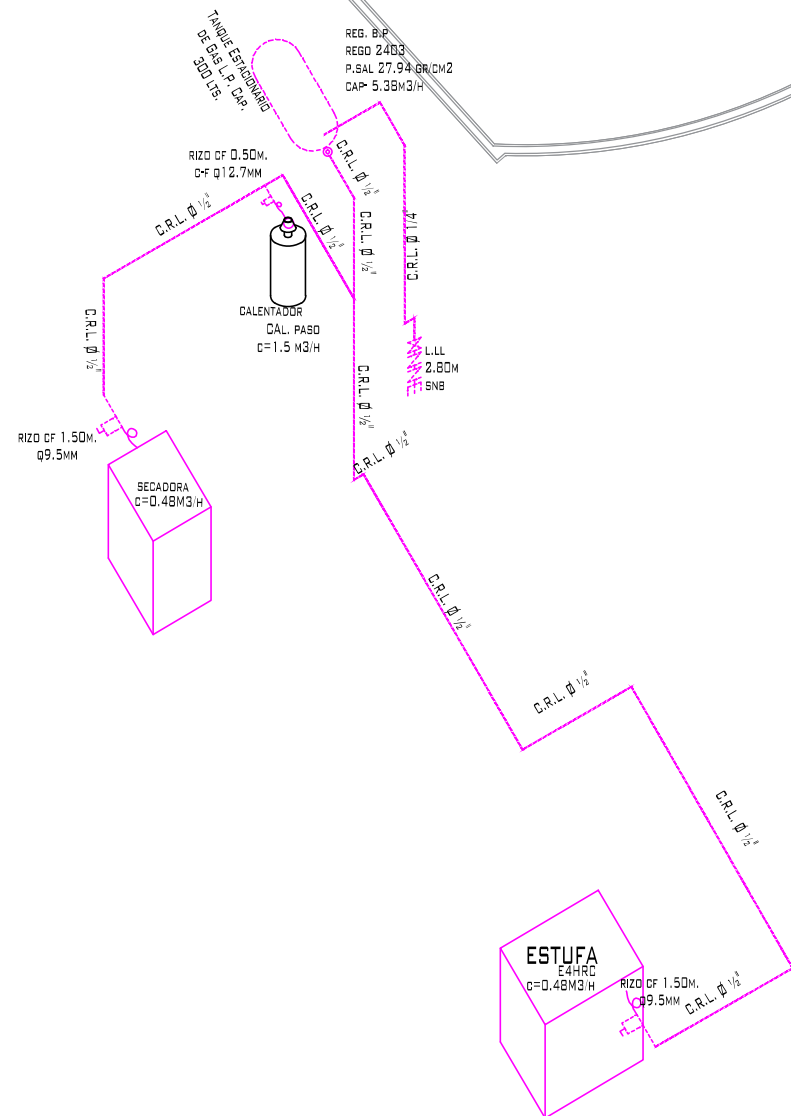 TANQUE ESTACIONARIO
DE GAS L.P. CAP.
300 LTS.
REG. B.P
REGO 2403
P.SAL 27.94 GR/CM2
CAP- 5.38M3/H
RIZO CF 0.50M.
C-F Q12.7MM
C.R.L. Ø 1/2"
C.R.L. Ø 1/2"
C.R.L. Ø 1/2"
C.R.L. Ø 1/2"
C.R.L. Ø 1/4"
C.R.L. Ø 1/2"
CALENTADOR
CAL. PASO
C=1.5 M3/H
L.LL
2.80M
SNB
C.R.L. Ø 1/2"
C.R.L. Ø 1/2"
RIZO CF 1.50M.
Q9.5MM
SECADORA
C=0.48M3/H
C.R.L. Ø 1/2"
C.R.L. Ø 1/2"
C.R.L. Ø 1/2"
ESTUFA
E4HRC
C=0.48M3/H
RIZO CF 1.50M.
Q9.5MM
C.R.L. Ø 1/2"